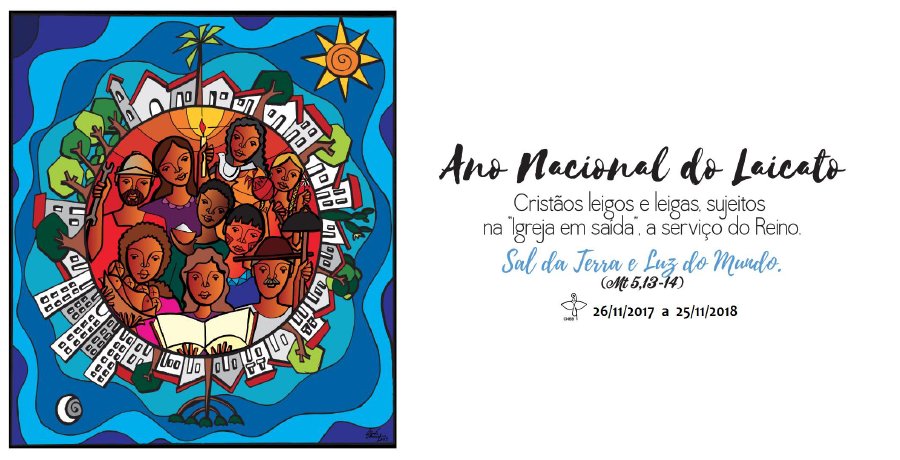 Ano Nacional do Laicato
Cristãos leigos e leigas, sujeitos
na "Igreja em saída", a serviço do Reino.
Sal da Terra e Luz do Mundo.
(Mt 5,13-14)
CNBB
26/11/2017 a 25/11/2018